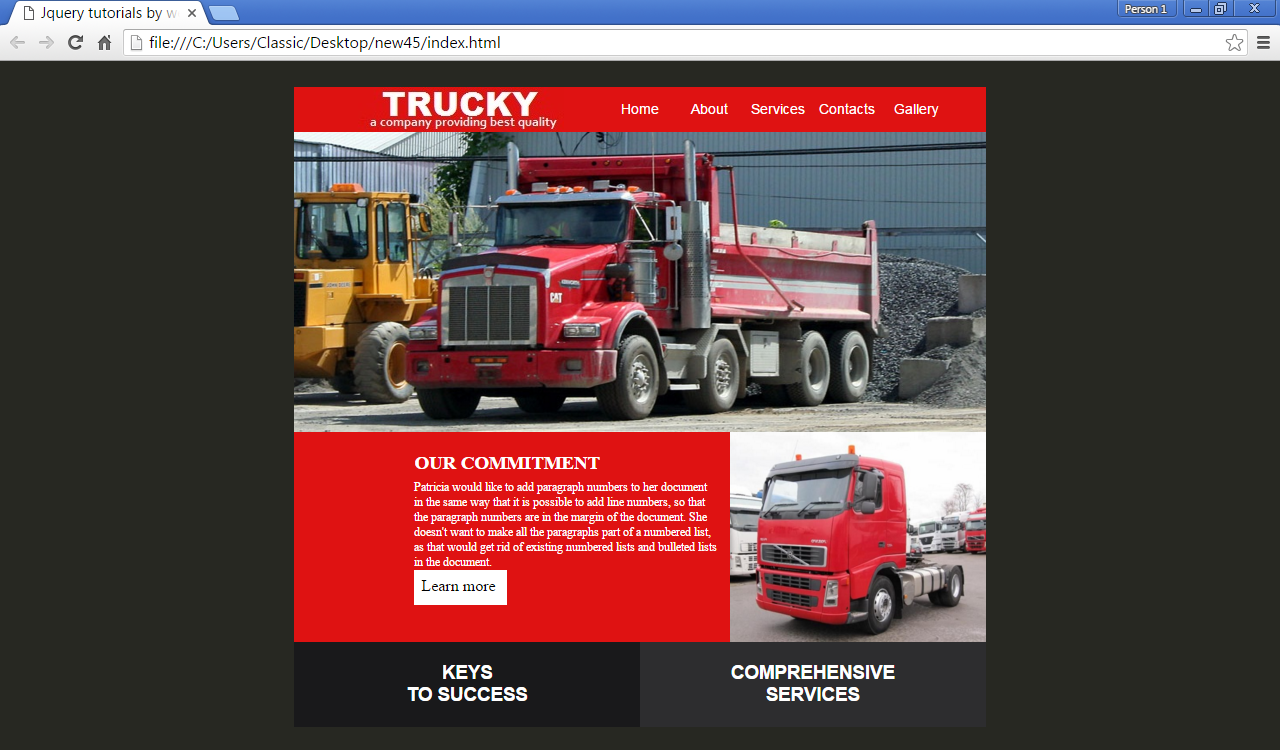 Jquery tutorials by w
Person 1
file:///C:/Users/Classic/Desktop/new45/index.html
TRUCKY
a company providing best quality
Home About Services Contacts Gallery
CAT
OUR COMMITMENT
Patricia would like to add paragraph numbers to her document
in the same way that it is possible to add line numbers, so that
the paragraph numbers are in the margin of the document. She
doesn't want to make all the paragraphs part of a numbered list,
as that would get rid of existing numbered lists and bulleted lists
in the document.
Learn more
KEYS
TO SUCCESS
COMPREHENSIVE
SERVICES